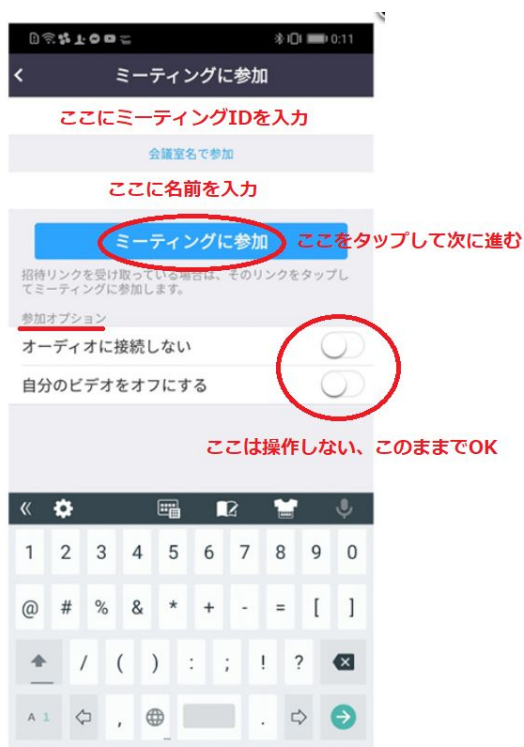 0:11
ミーティングに参加
ここにミーティングIDを入力
会議室名で参加
ここに名前を入力
ミーティングに参加
ここをタップして次に進む
招待リンクを受け取っている場合は、そのリンクをタップし
てミーティングに参加します。
参加オプション
オーディオに接続しない
自分のビデオをオフにする
ここは操作しない、このままでOK
1 2 3 4 5 6 7 8 9 0
@ # % & * + - = [ ]
/ ( ) : ; ! ?
A 1 , .